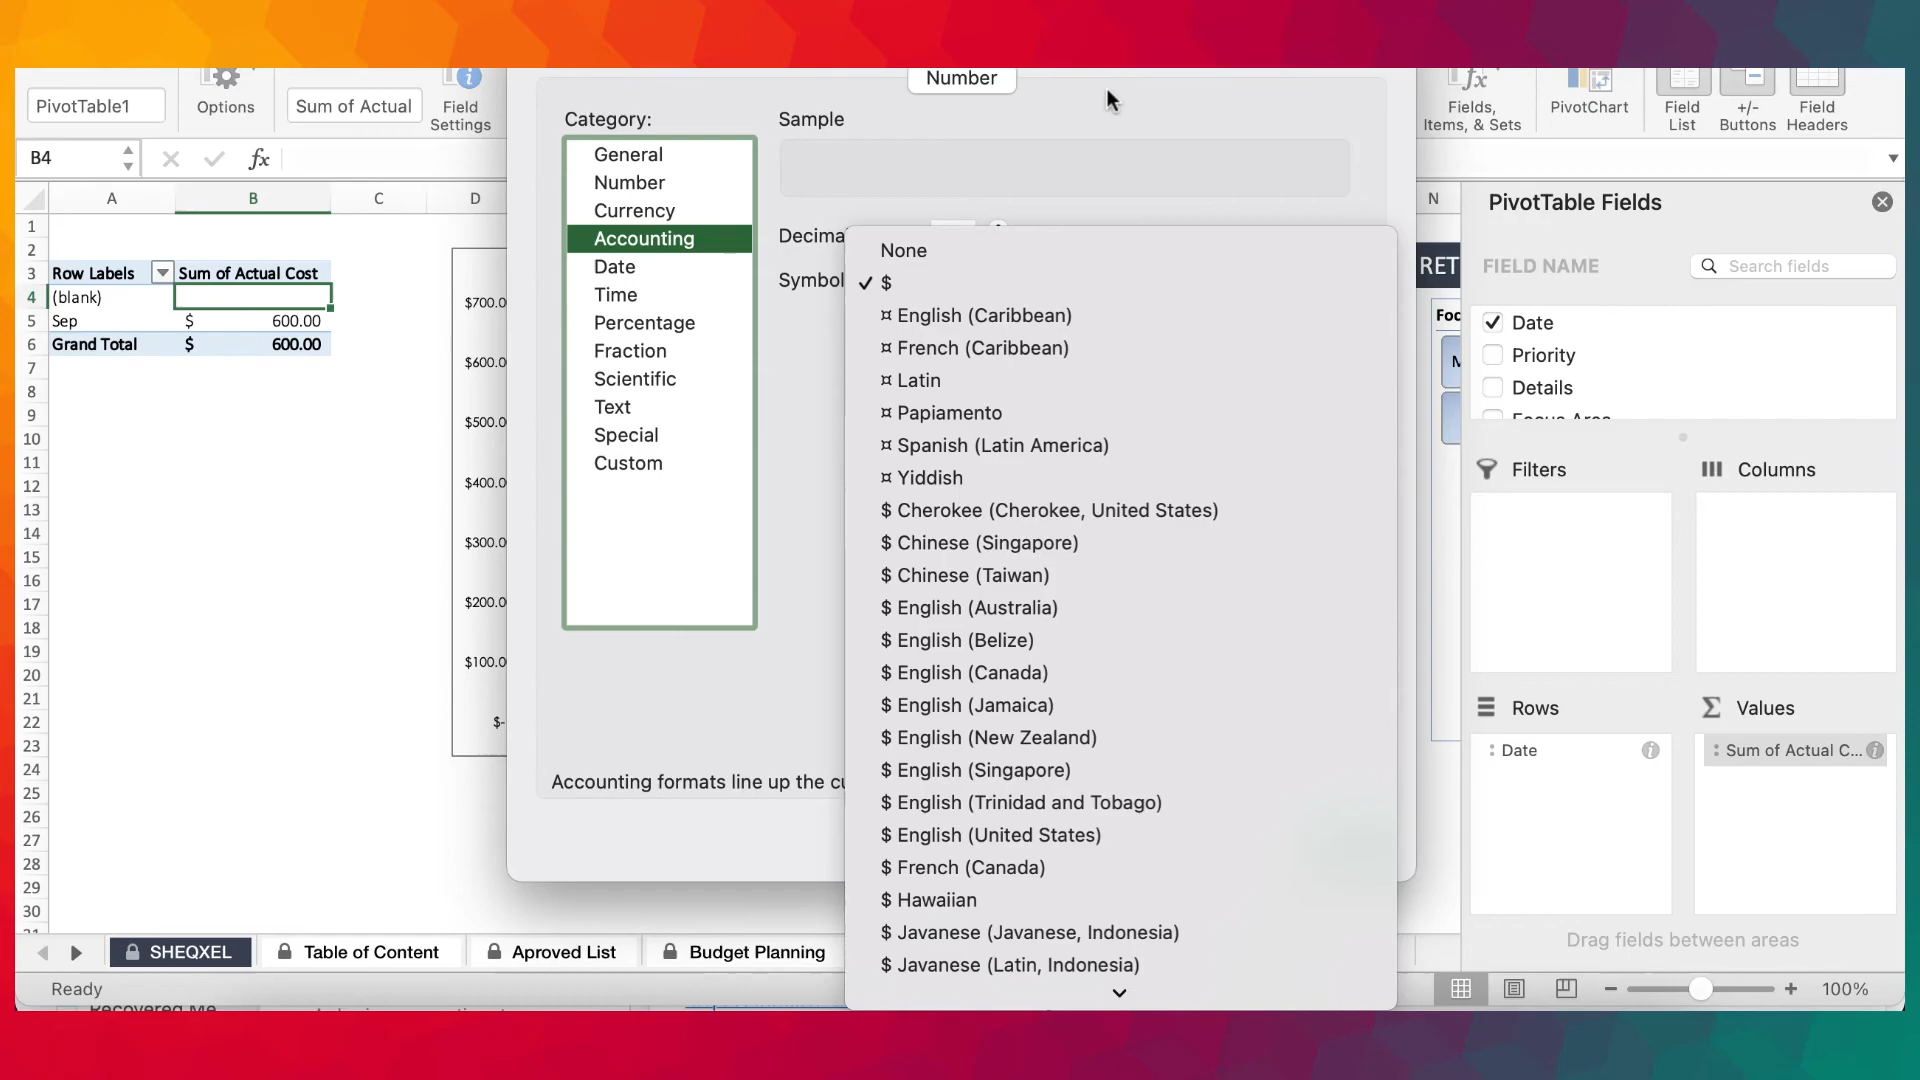 PivotTable1
Options
Sum of Actual
Field Settings
Number
Fields, Items, & Sets
PivotChart
Field List
+/- Buttons
Field Headers
B4
fx
A B C D N
1
2
3 Row Labels Sum of Actual Cost
4 (blank)
5 Sep $ 600.00
6 Grand Total $ 600.00
7
8
9
10
11
12
13
14
15
16
17
18
19
20
21
22
23
24
25
26
27
28
29
30
$700.0
$600.0
$500.0
$400.0
$300.0
$200.0
$100.0
$-
Category:
General
Number
Currency
Accounting
Date
Time
Percentage
Fraction
Scientific
Text
Special
Custom
Sample
Decima
Symbol
None
✓ $
¤ English (Caribbean)
¤ French (Caribbean)
¤ Latin
¤ Papiamento
¤ Spanish (Latin America)
¤ Yiddish
$ Cherokee (Cherokee, United States)
$ Chinese (Singapore)
$ Chinese (Taiwan)
$ English (Australia)
$ English (Belize)
$ English (Canada)
$ English (Jamaica)
$ English (New Zealand)
$ English (Singapore)
$ English (Trinidad and Tobago)
$ English (United States)
$ French (Canada)
$ Hawaiian
$ Javanese (Javanese, Indonesia)
$ Javanese (Latin, Indonesia)
Accounting formats line up the cu
RET
Foc
M
PivotTable Fields
FIELD NAME
Search fields
Date
Priority
Details
Focus Area
Filters
Columns
Rows
Values
Date
Sum of Actual C...
Drag fields between areas
SHEQXEL
Table of Content
Aproved List
Budget Planning
Ready
100%
Recovered Me